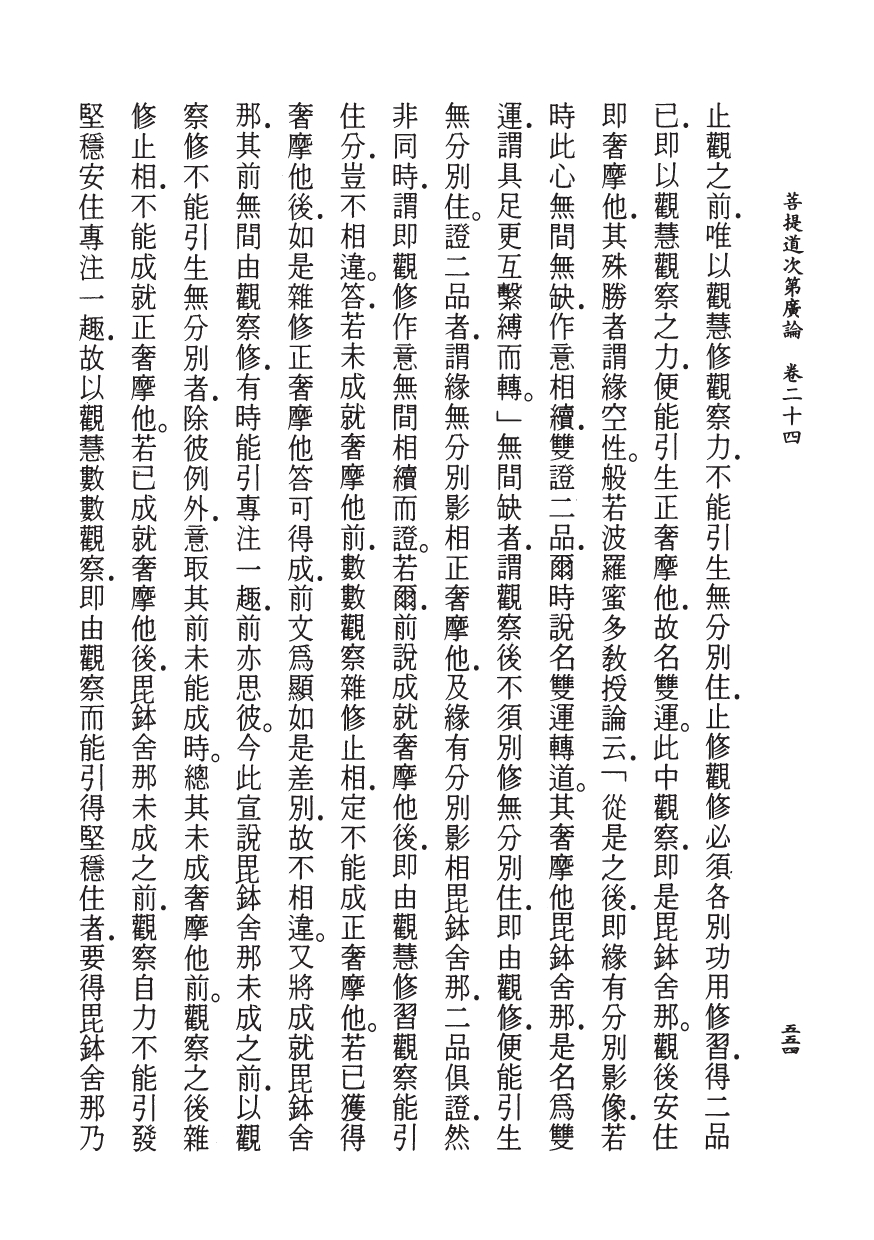 菩提道次第廣論　卷二十四
五五四
止觀之前．唯以觀慧修觀察力．不能引生無分別住．止修觀修必須各別功用修習．得二品
已．即以觀慧觀察之力．便能引生正奢摩他．故名雙運。此中觀察．即是毘鉢舍那。觀後安住
即奢摩他．其殊勝者謂緣空性。般若波羅蜜多教授論云．「從是之後．即緣有分別影像．若
時此心無間無缺．作意相續．雙證二品．爾時說名雙運轉道。其奢摩他毘鉢舍那．是名爲雙
運．謂具足更互繫縛而轉。」無間缺者．謂觀察後不須別修無分別住．即由觀修．便能引生
無分別住。證二品者．謂緣無分別影相正奢摩他．及緣有分別影相毘鉢舍那．二品俱證．然
非同時．謂即觀修作意無間相續而證。若爾．前說成就奢摩他後．即由觀慧修習觀察能引
住分．豈不相違。答．若未成就奢摩他前．數數觀察雜修止相．定不能成正奢摩他。若已獲得
奢摩他後．如是雜修正奢摩他答可得成．前文爲顯如是差別．故不相違。又將成就毘鉢舍
那．其前無間由觀察修．有時能引專注一趣．前亦思彼。今此宣說毘鉢舍那未成之前．以觀
察修不能引生無分別者．除彼例外．意取其前未能成時。總其未成奢摩他前。觀察之後雜
修止相．不能成就正奢摩他。若已成就奢摩他後．毘鉢舍那未成之前．觀察自力不能引發
堅穩安住專注一趣．故以觀慧數數觀察．即由觀察而能引得堅穩住者．要得毘鉢舍那乃